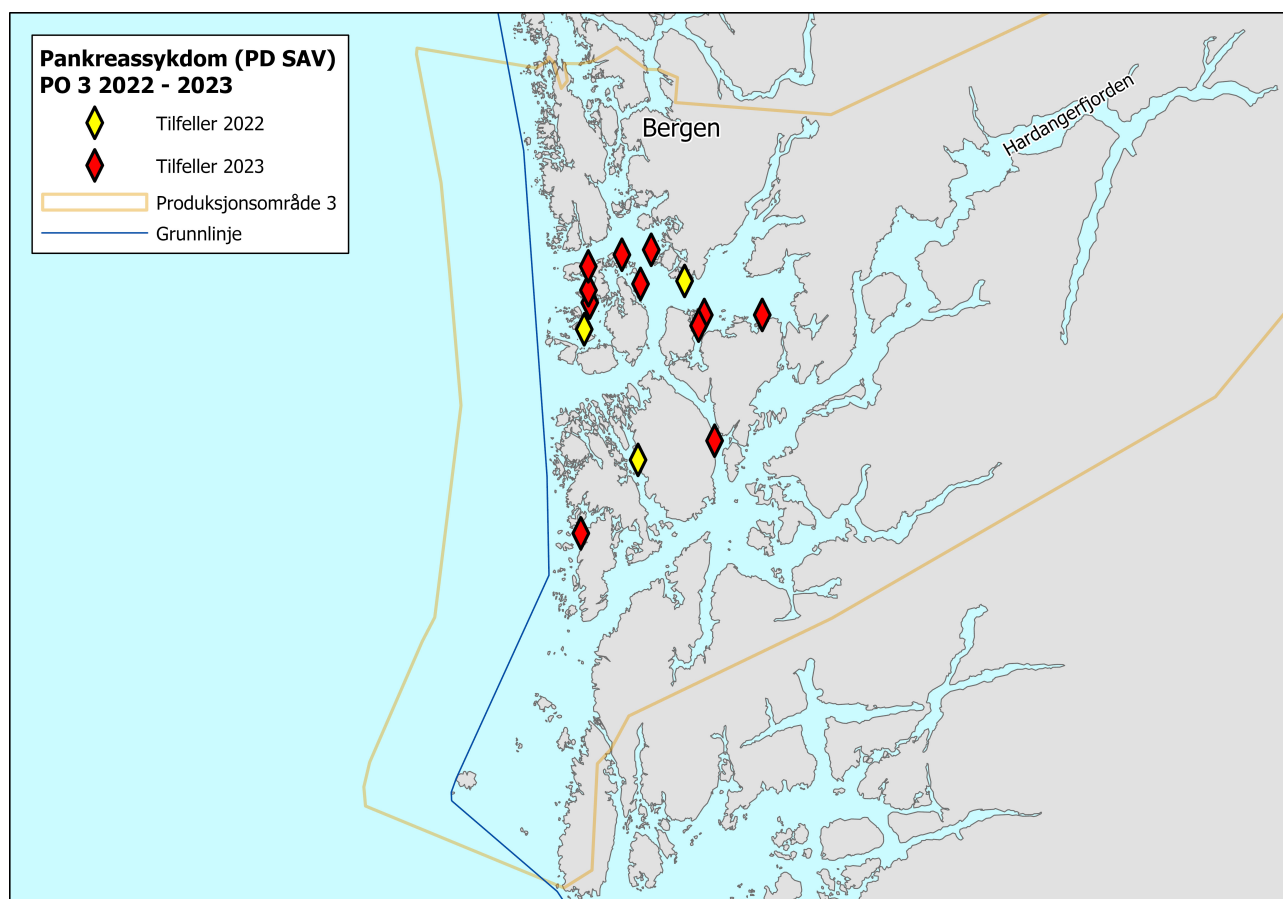 Pankreassykdom (PD SAV)
PO 3 2022 - 2023
Tilfeller 2022
Tilfeller 2023
Produksjonsområde 3
Grunnlinje
Bergen
Hardangerfjorden